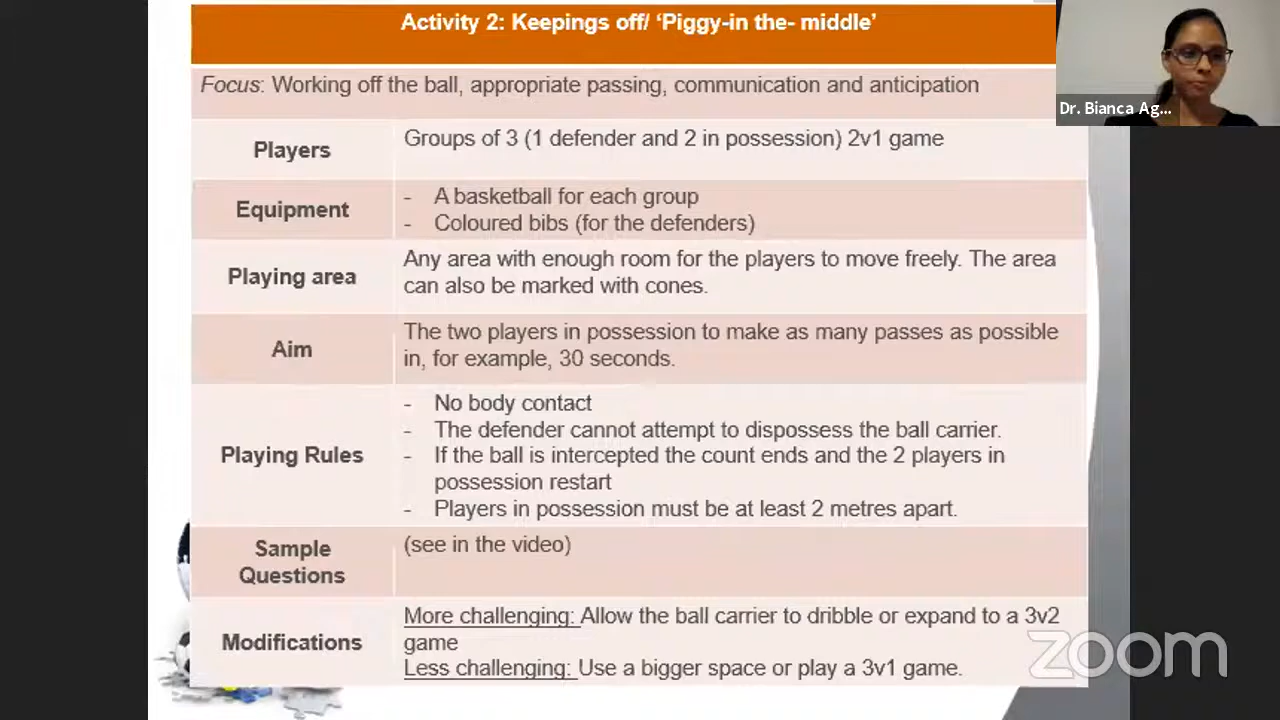 Activity 2: Keepings off/ ‘Piggy-in the- middle’
Focus: Working off the ball, appropriate passing, communication and anticipation
Players
Groups of 3 (1 defender and 2 in possession) 2v1 game
Equipment
- A basketball for each group
- Coloured bibs (for the defenders)
Playing area
Any area with enough room for the players to move freely. The area
can also be marked with cones.
Aim
The two players in possession to make as many passes as possible
in, for example, 30 seconds.
Playing Rules
- No body contact
- The defender cannot attempt to dispossess the ball carrier.
- If the ball is intercepted the count ends and the 2 players in
possession restart
- Players in possession must be at least 2 metres apart.
Sample
Questions
(see in the video)
Modifications
More challenging: Allow the ball carrier to dribble or expand to a 3v2
game
Less challenging: Use a bigger space or play a 3v1 game.
Dr. Bianca Ag...
zoom